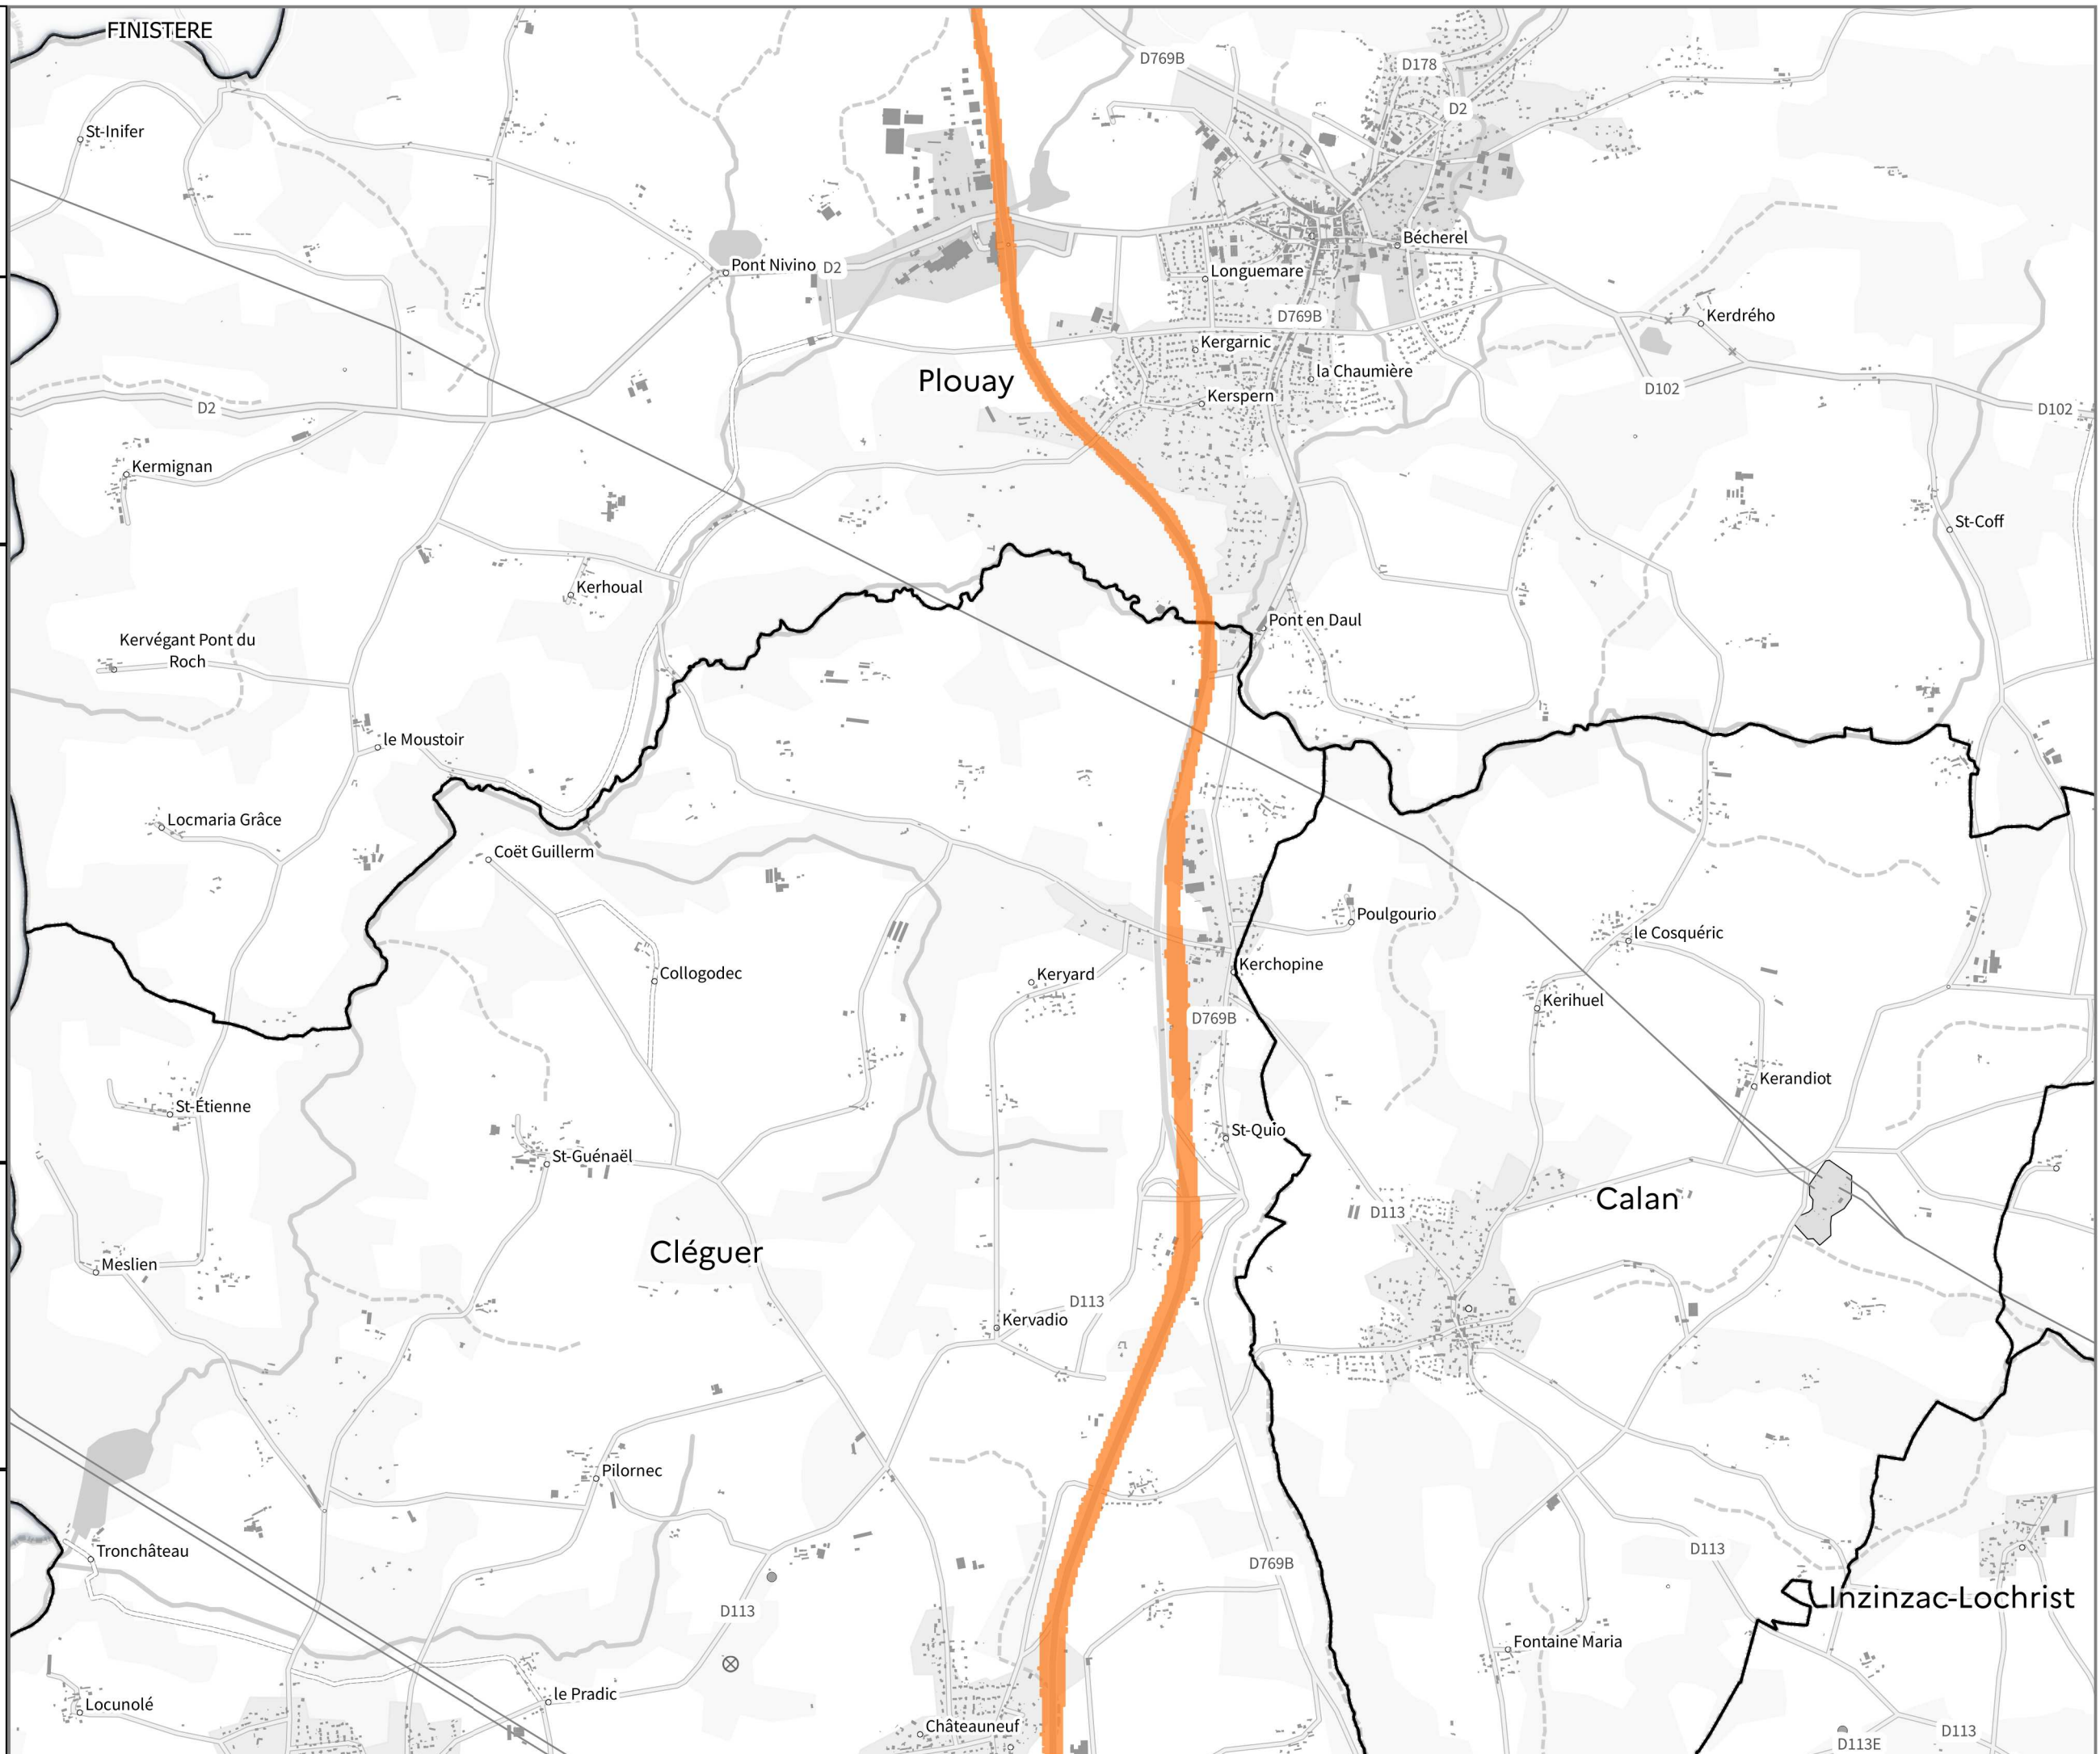 FINISTERE
D769B
D178
D2
St-Inifer
Bécherel
Pont Nivino
D2
Longuemare
D769B
Kerdrého
Kergarnic
Plouay
la Chaumière
D102
Kerspern
D2
D102
Kermignan
St-Coff
Kerhoual
Pont en Daul
Kervégant Pont du
Roch
le Moustoir
Locmaria Grâce
Coët Guillerm
Poulgourio
le Cosquéric
Kerchopine
Collogodec
Keryard
Kerihuel
D769B
Kerandiot
St-Étienne
St-Quio
St-Guénaël
Calan
D113
Cléguer
Meslien
D113
Kervadio
Pilornec
Tronchâteau
D113
D769B
Inzinzac-Lochrist
D113
Fontaine Maria
le Pradic
Locunolé
Châteauneuf
D113
D113E